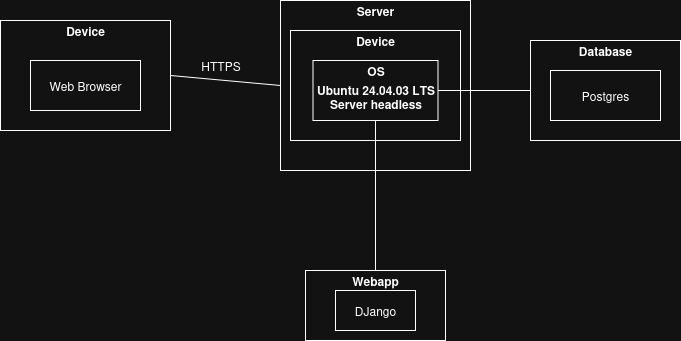 Server
Device
Web Browser
HTTPS
Device
OS
Ubuntu 24.04.03 LTS
Server headless
Database
Postgres
Webapp
DJango